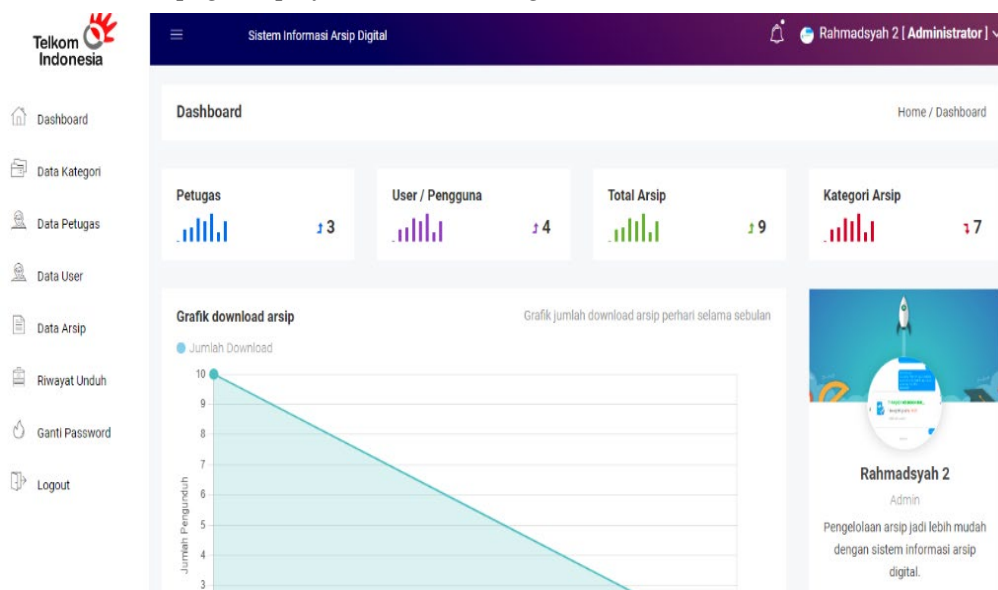 Telkom
Indonesia
Sistem Informasi Arsip Digital
Rahmadsyah 2 [ Administrator ]
Dashboard
Data Kategori
Data Petugas
Data User
Data Arsip
Riwayat Unduh
Ganti Password
Logout
Dashboard
Home / Dashboard
Petugas
3
User / Pengguna
4
Total Arsip
9
Kategori Arsip
7
Grafik download arsip
Grafik jumlah download arsip perhari selama sebulan
Jumlah Download
10
9
8
7
6
5
4
3
Jumlah Pengunduh
Rahmadsyah 2
Admin
Pengelolaan arsip jadi lebih mudah
dengan sistem informasi arsip
digital.